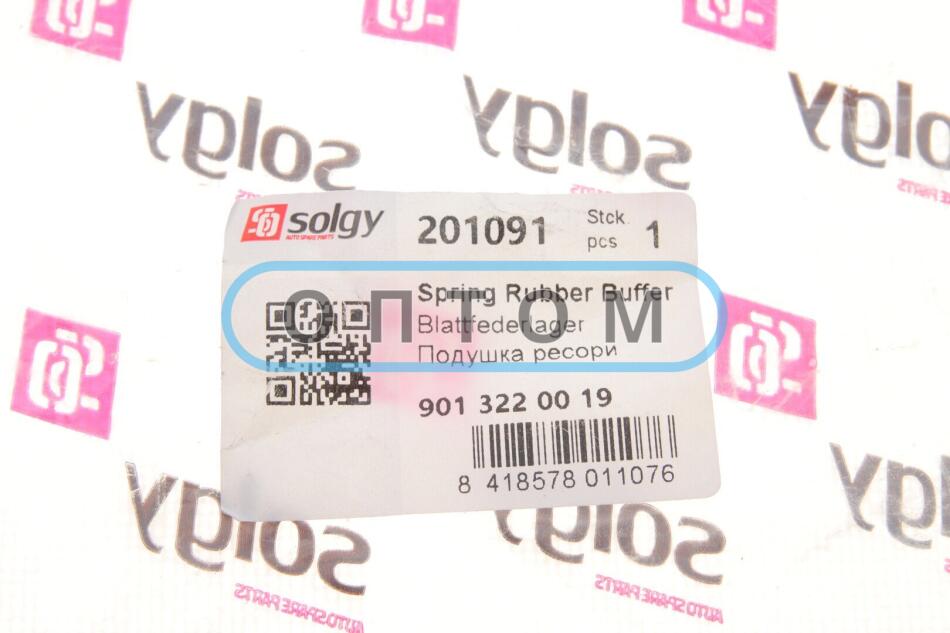 solgy
solgy
solgy
AUTO SPARE PARTS
solgy
AUTO SPARE PARTS
201091
Stck
pcs 1
Spring Rubber Buffer
Blattfederlager
Подушка ресори
ОПТОМ
901 322 00 19
8 418578 011076
solgy
AUTO SPARE PARTS
solgy
AUTO SPARE PARTS
solgy